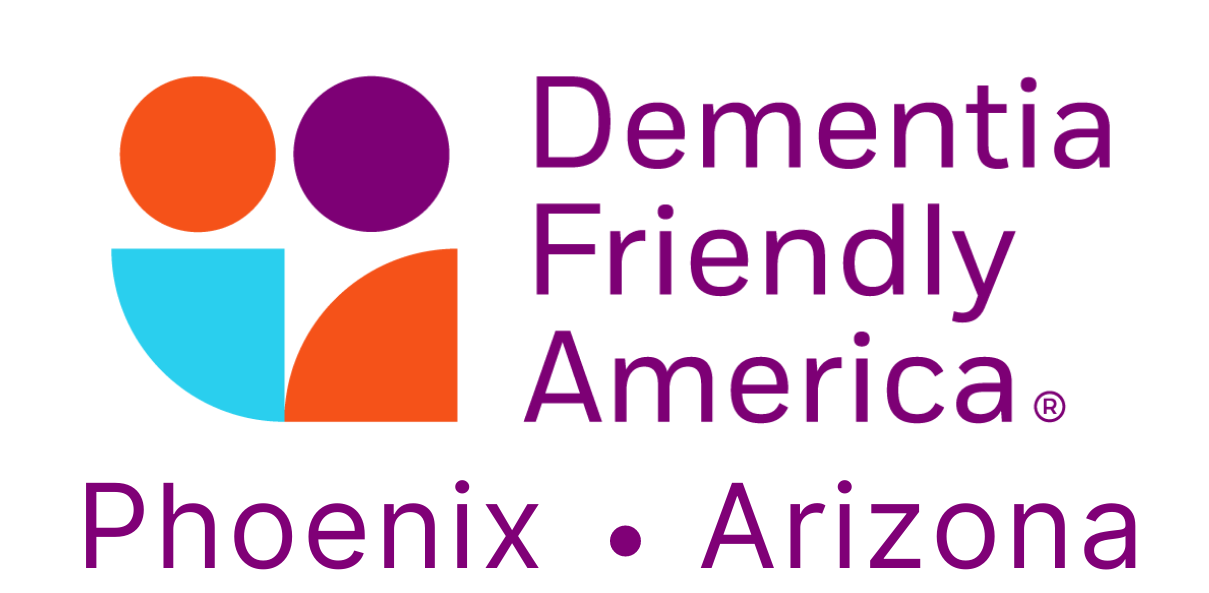 Dementia
Friendly
America®
Phoenix • Arizona